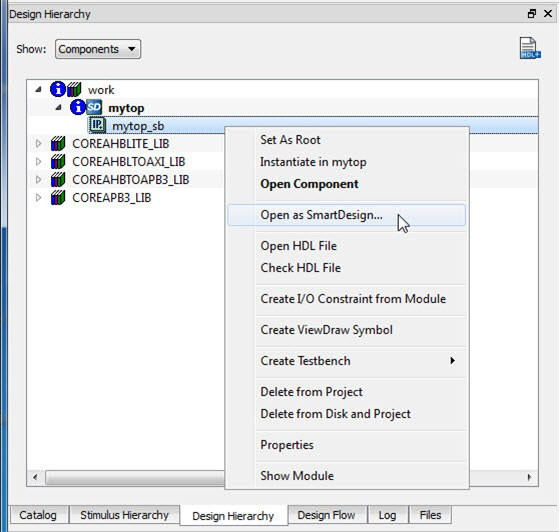 Design Hierarchy
Show: Components
HDL+
work
SD mytop
IP mytop_sb
COREAHBLITE_LIB
COREAHBLTOAXI_LIB
COREAHBTOAPB3_LIB
COREAPB3_LIB
Set As Root
Instantiate in mytop
Open Component
Open as SmartDesign...
Open HDL File
Check HDL File
Create I/O Constraint from Module
Create ViewDraw Symbol
Create Testbench
Delete from Project
Delete from Disk and Project
Properties
Show Module
Catalog Stimulus Hierarchy Design Hierarchy Design Flow Log Files